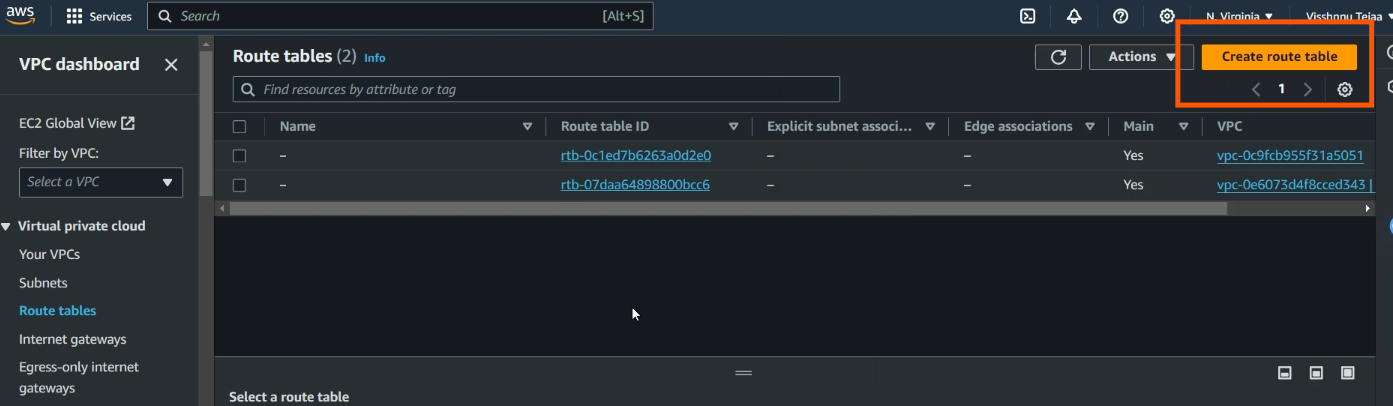 aws Services Search [Alt+S] N. Virginia Visshnnu Tejaa
VPC dashboard
EC2 Global View
Filter by VPC:
Select a VPC
Virtual private cloud
Your VPCs
Subnets
Route tables
Internet gateways
Egress-only internet
gateways
Route tables (2) Info
Actions
Create route table
Find resources by attribute or tag
1
Name Route table ID Explicit subnet associ... Edge associations Main VPC
– rtb-0c1ed7b6263a0d2e0 – – Yes vpc-0c9fcb955f31a5051
– rtb-07daa64898800bcc6 – – Yes vpc-0e6073d4f8cced343 |
Select a route table